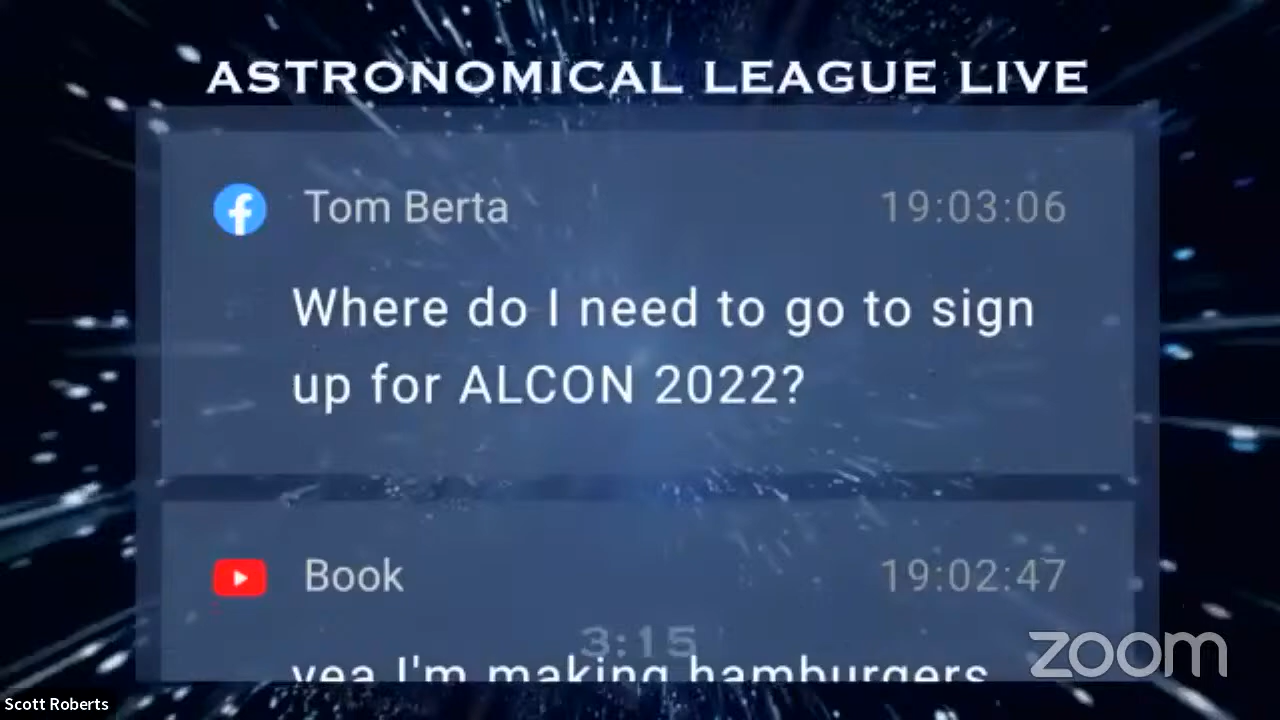 ASTRONOMICAL LEAGUE LIVE
Tom Berta 19:03:06
Where do I need to go to sign
up for ALCON 2022?
Book 19:02:47
3:15
yea I'm making hamburgers
zoom
Scott Roberts